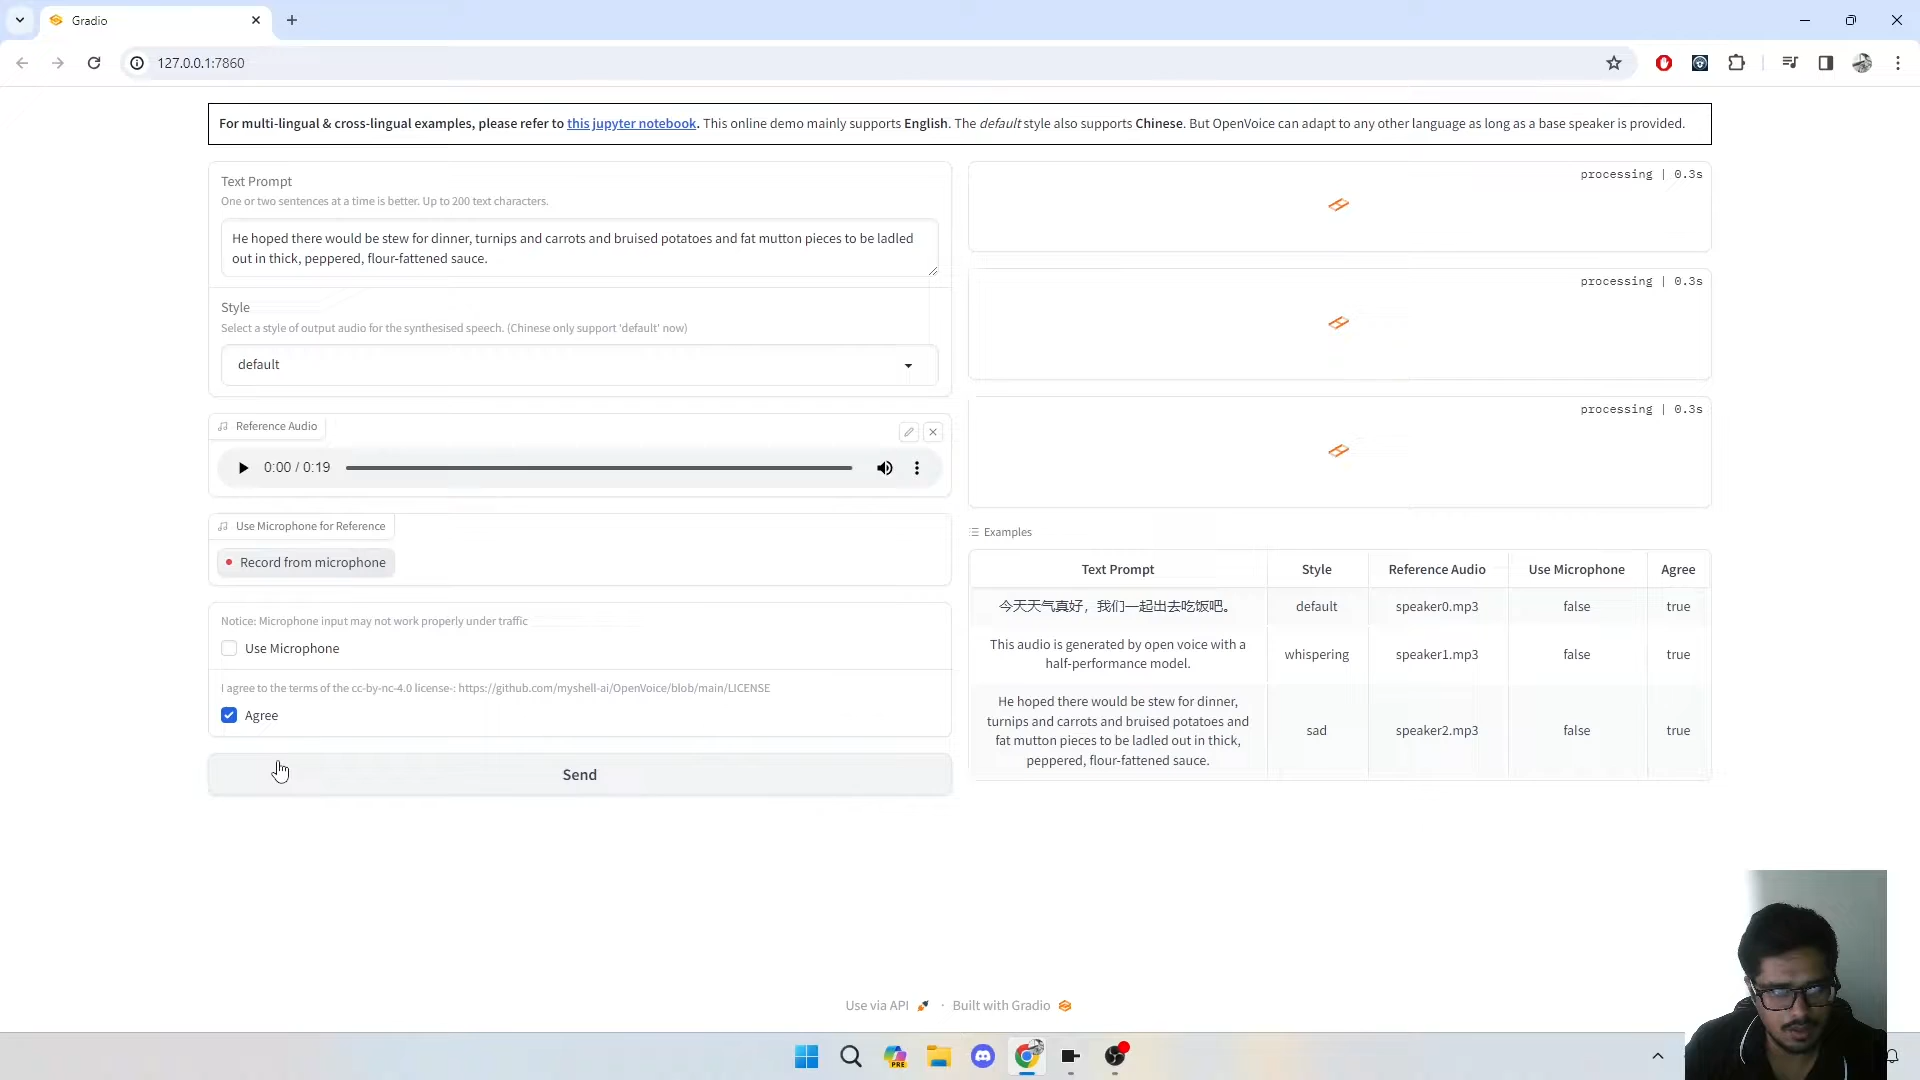 Gradio
127.0.0.1:7860
For multi-lingual & cross-lingual examples, please refer to this jupyter notebook. This online demo mainly supports English. The default style also supports Chinese. But OpenVoice can adapt to any other language as long as a base speaker is provided.
Text Prompt
One or two sentences at a time is better. Up to 200 text characters.
He hoped there would be stew for dinner, turnips and carrots and bruised potatoes and fat mutton pieces to be ladled
out in thick, peppered, flour-fattened sauce.
Style
Select a style of output audio for the synthesised speech. (Chinese only support 'default' now)
default
Reference Audio
0:00 / 0:19
Use Microphone for Reference
Record from microphone
Notice: Microphone input may not work properly under traffic
Use Microphone
I agree to the terms of the cc-by-nc-4.0 license-: https://github.com/myshell-ai/OpenVoice/blob/main/LICENSE
Agree
Send
processing | 0.3s
processing | 0.3s
processing | 0.3s
Examples
Text Prompt Style Reference Audio Use Microphone Agree
今天天气真好，我们一起出去吃饭吧。 default speaker0.mp3 false true
This audio is generated by open voice with a
half-performance model.
whispering speaker1.mp3 false true
He hoped there would be stew for dinner,
turnips and carrots and bruised potatoes and
fat mutton pieces to be ladled out in thick,
peppered, flour-fattened sauce.
sad speaker2.mp3 false true
Use via API · Built with Gradio
PRE